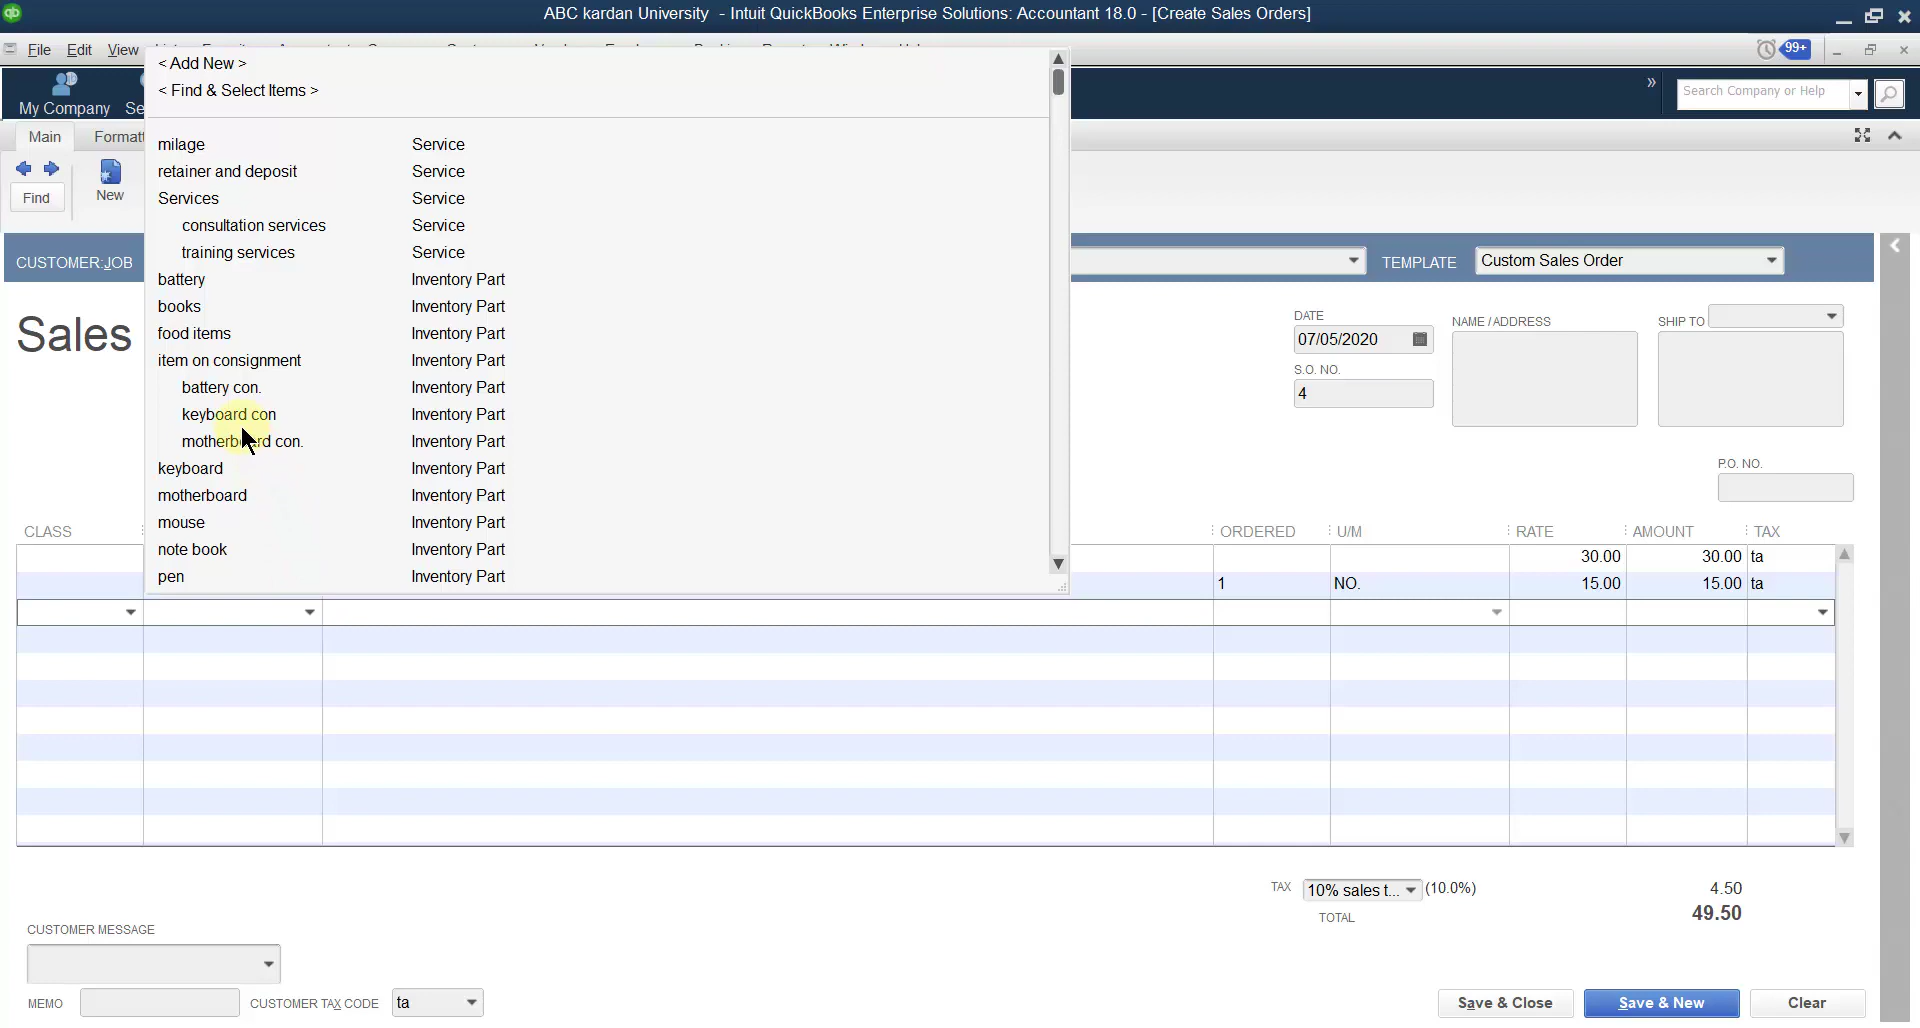 ABC kardan University - Intuit QuickBooks Enterprise Solutions: Accountant 18.0 - [Create Sales Orders]
File Edit View
99+
< Add New >
< Find & Select Items >
My Company Se
» Search Company or Help
Main Formatt
Find
New
milage Service
retainer and deposit Service
Services Service
consultation services Service
training services Service
battery Inventory Part
books Inventory Part
food items Inventory Part
item on consignment Inventory Part
battery con. Inventory Part
keyboard con Inventory Part
motherboard con. Inventory Part
keyboard Inventory Part
motherboard Inventory Part
mouse Inventory Part
note book Inventory Part
pen Inventory Part
CUSTOMER:JOB
TEMPLATE Custom Sales Order
Sales
DATE
07/05/2020
S.O. NO.
4
NAME / ADDRESS
SHIP TO
P.O. NO.
CLASS ORDERED U/M RATE AMOUNT TAX
30.00 30.00 ta
1 NO. 15.00 15.00 ta
TAX 10% sales t... (10.0%) 4.50
TOTAL 49.50
CUSTOMER MESSAGE
MEMO CUSTOMER TAX CODE ta
Save & Close Save & New Clear